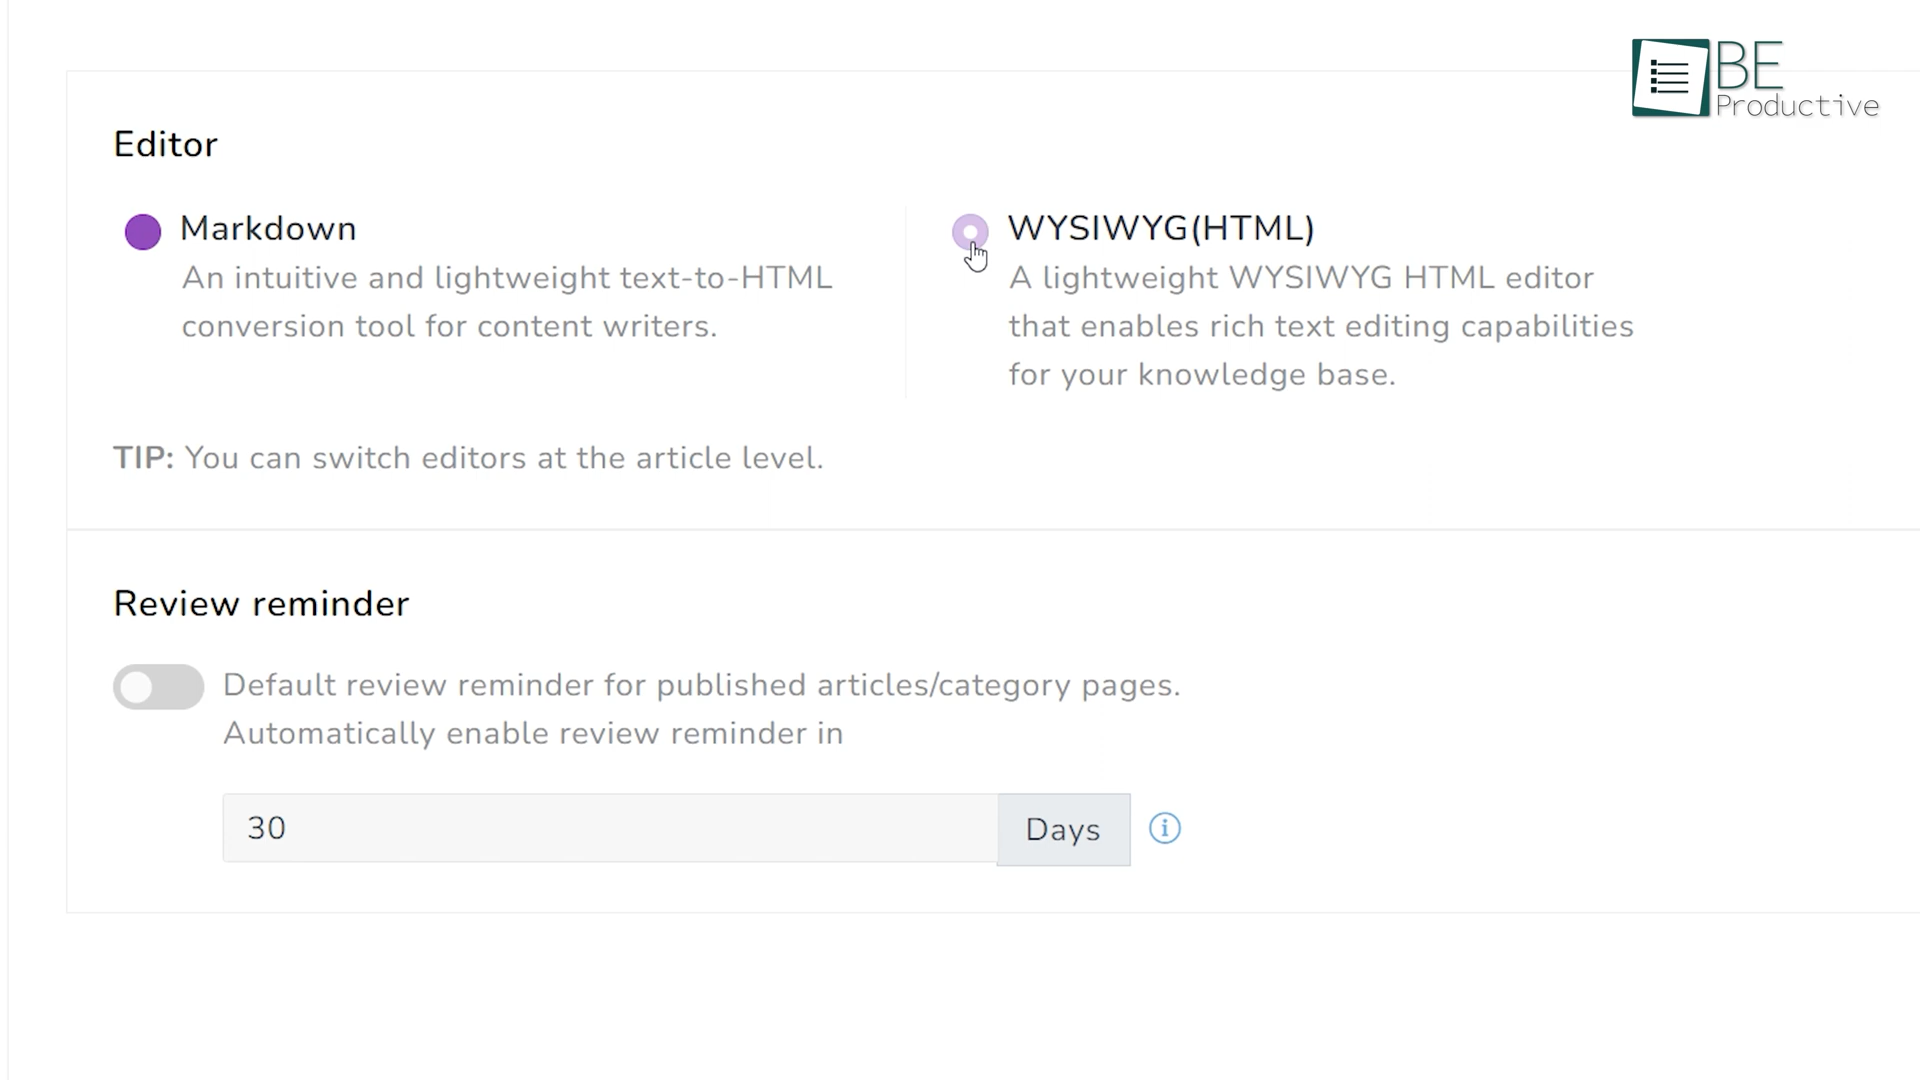 BE
Productive
Editor
Markdown
An intuitive and lightweight text-to-HTML
conversion tool for content writers.
WYSIWYG(HTML)
A lightweight WYSIWYG HTML editor
that enables rich text editing capabilities
for your knowledge base.
TIP: You can switch editors at the article level.
Review reminder
Default review reminder for published articles/category pages.
Automatically enable review reminder in
30 Days